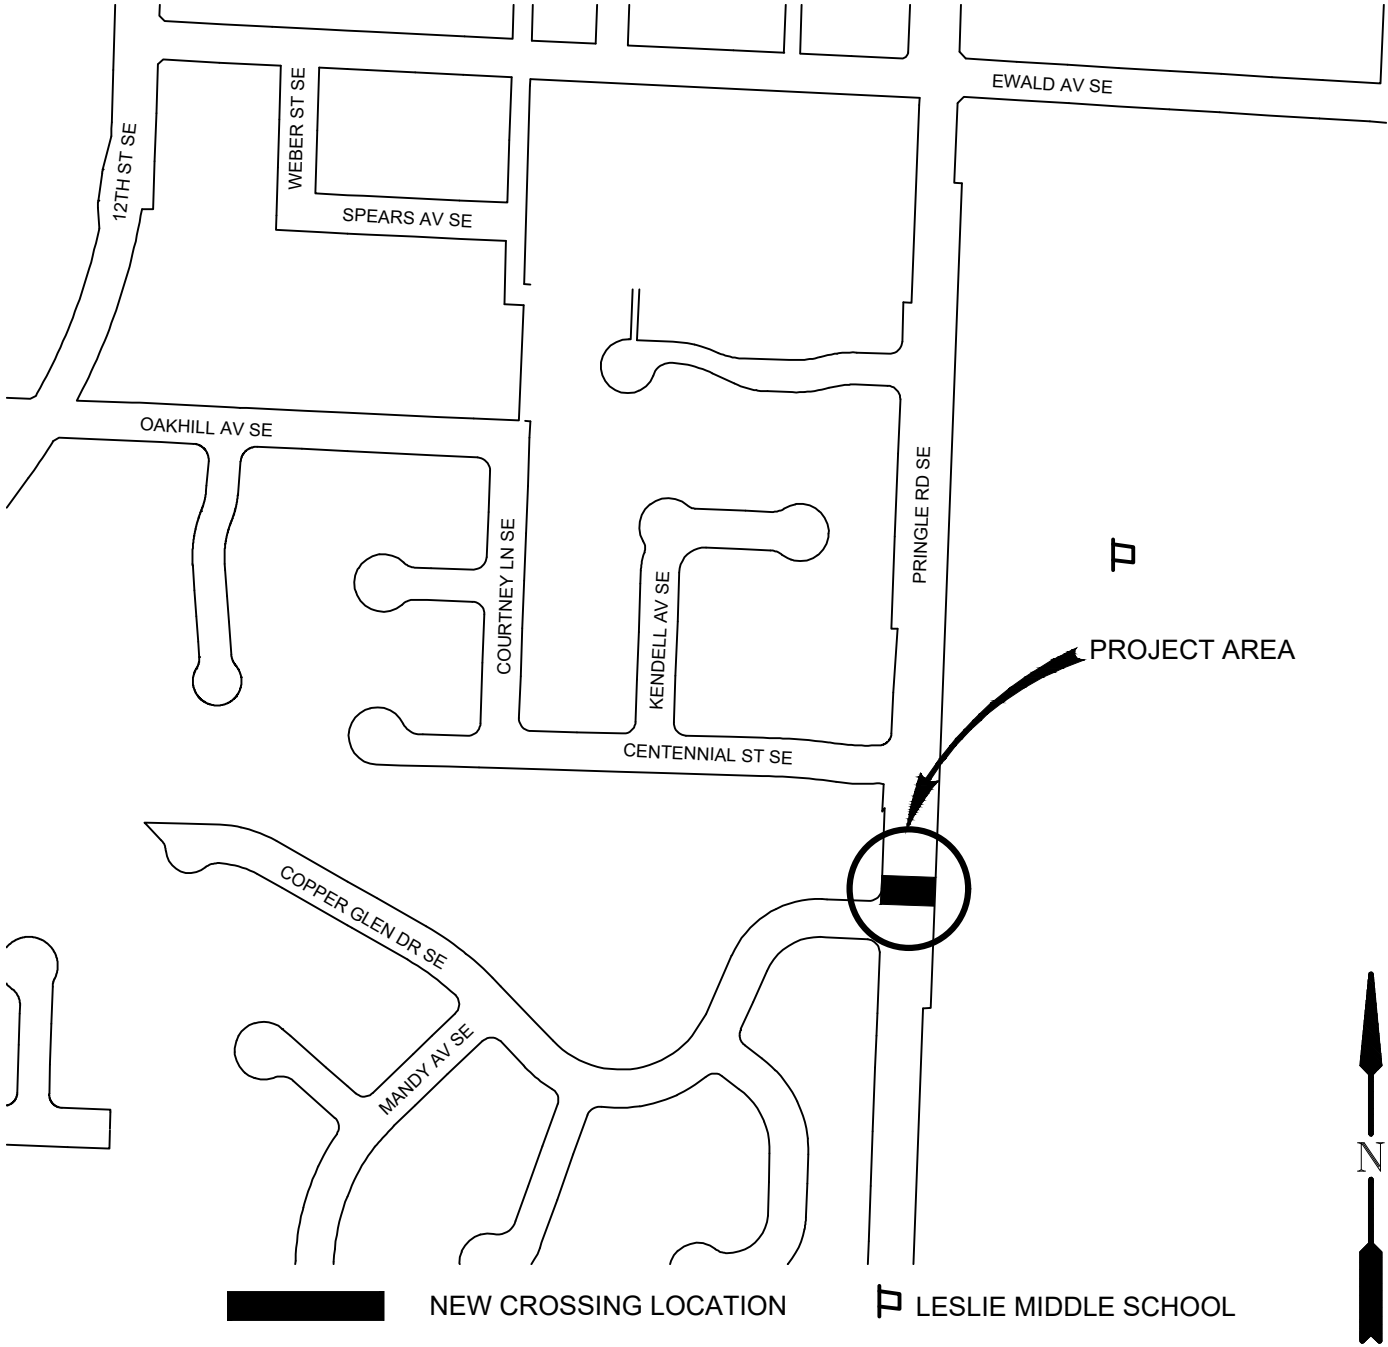 EWALD AV SE
WEBER ST SE
12TH ST SE
SPEARS AV SE
OAKHILL AV SE
PRINGLE RD SE
COURTNEY LN SE
KENDELL AV SE
PROJECT AREA
CENTENNIAL ST SE
COPPER GLEN DR SE
MANDY AV SE
N
NEW CROSSING LOCATION
LESLIE MIDDLE SCHOOL